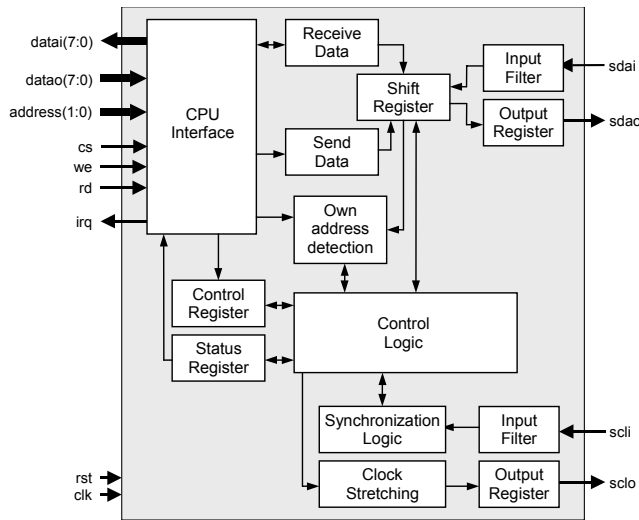 datai(7:0)
datao(7:0)
address(1:0)
cs
we
rd
irq
CPU
Interface
Receive
Data
Send
Data
Shift
Register
Input
Filter
sdai
Output
Register
sdao
Own
address
detection
Control
Register
Status
Register
Control
Logic
Synchronization
Logic
Input
Filter
scli
Clock
Stretching
Output
Register
sclo
rst
clk